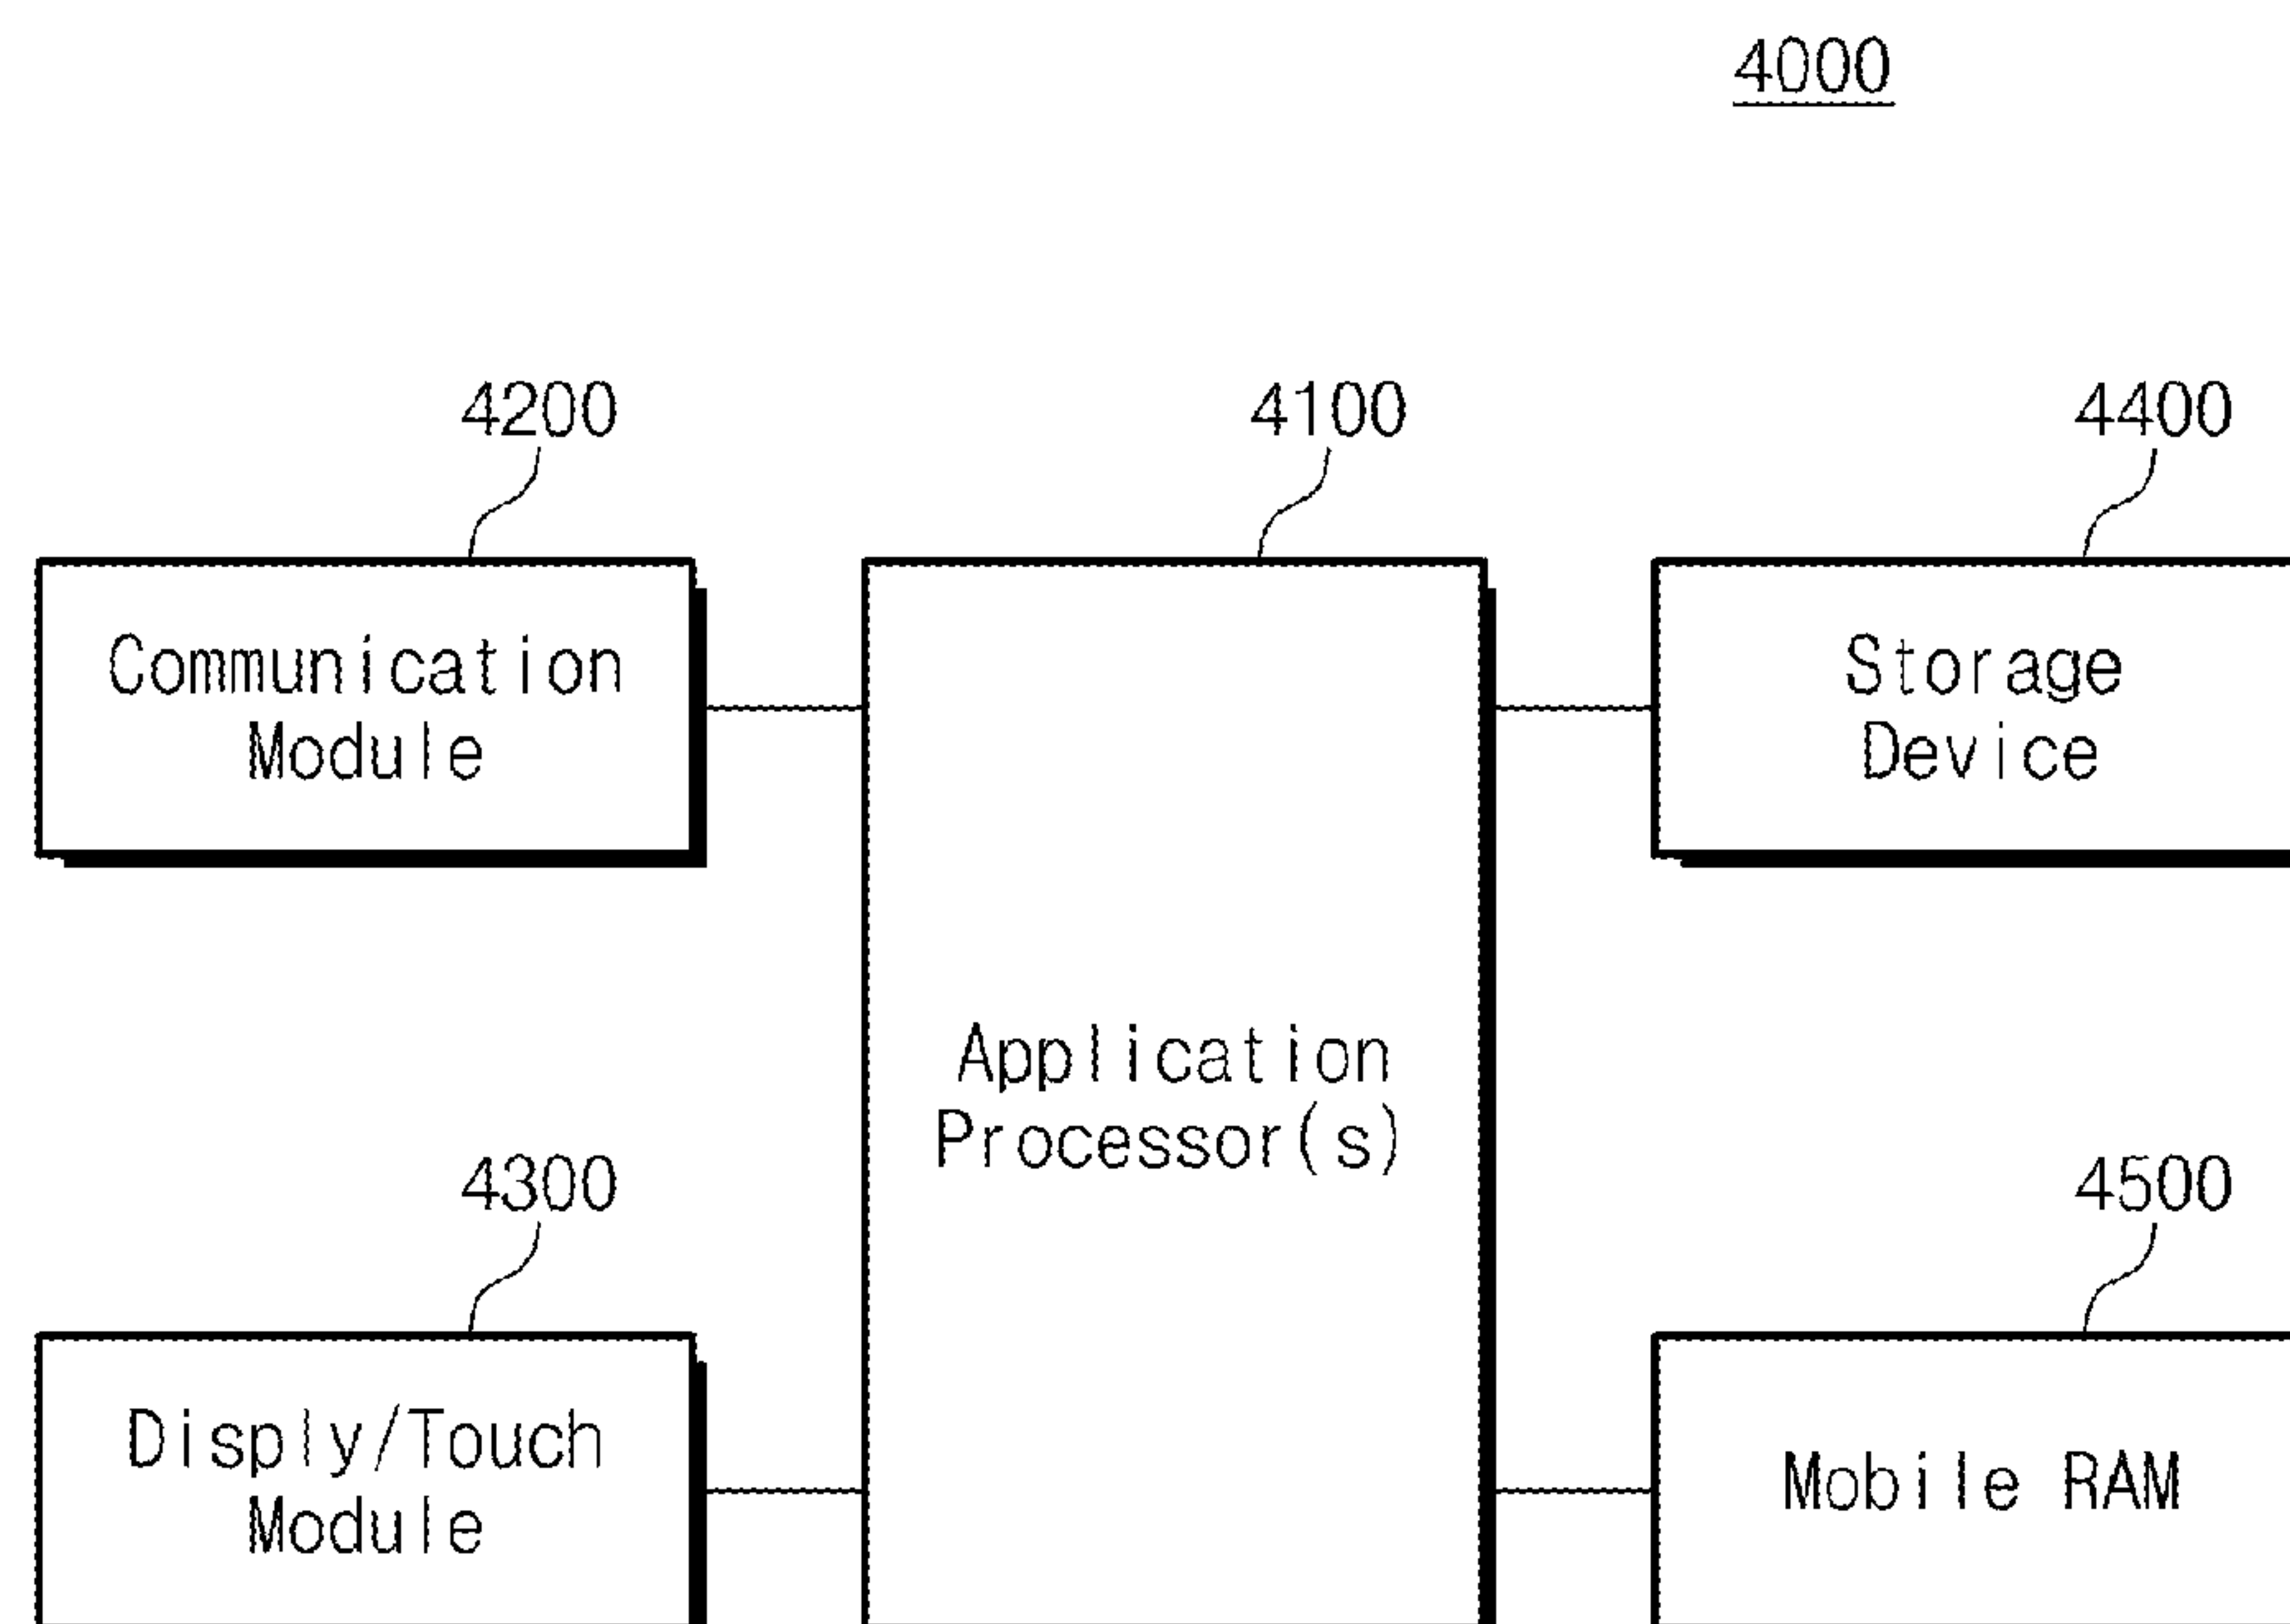 4000
4200
4100
4400
Communication
Module
Storage
Device
Application
Processor(s)
4300
4500
Disply/Touch
Module
Mobile RAM